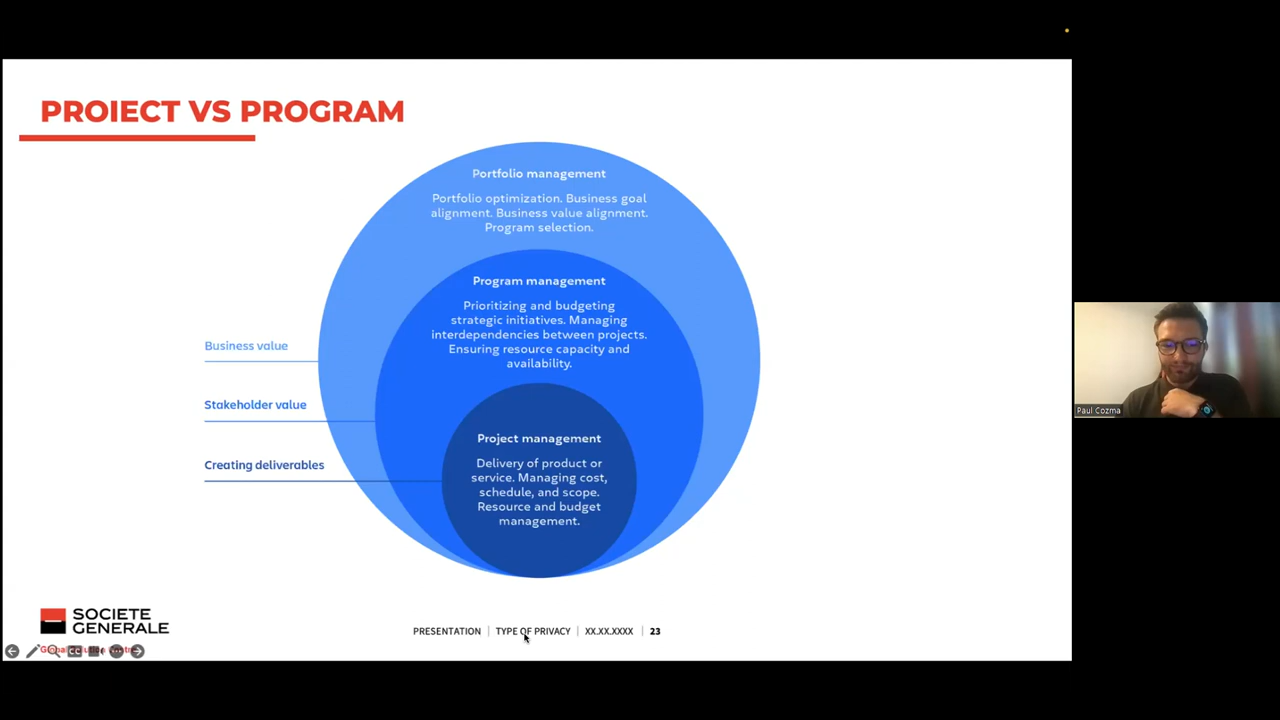 PROIECT VS PROGRAM
Portfolio management
Portfolio optimization. Business goal
alignment. Business value alignment.
Program selection.
Program management
Prioritizing and budgeting
strategic initiatives. Managing
interdependencies between projects.
Ensuring resource capacity and
availability.
Business value
Stakeholder value
Creating deliverables
Project management
Delivery of product or
service. Managing cost,
schedule, and scope.
Resource and budget
management.
Paul Cozma
SOCIETE
GENERALE
PRESENTATION | TYPE OF PRIVACY | XX.XX.XXXX | 23